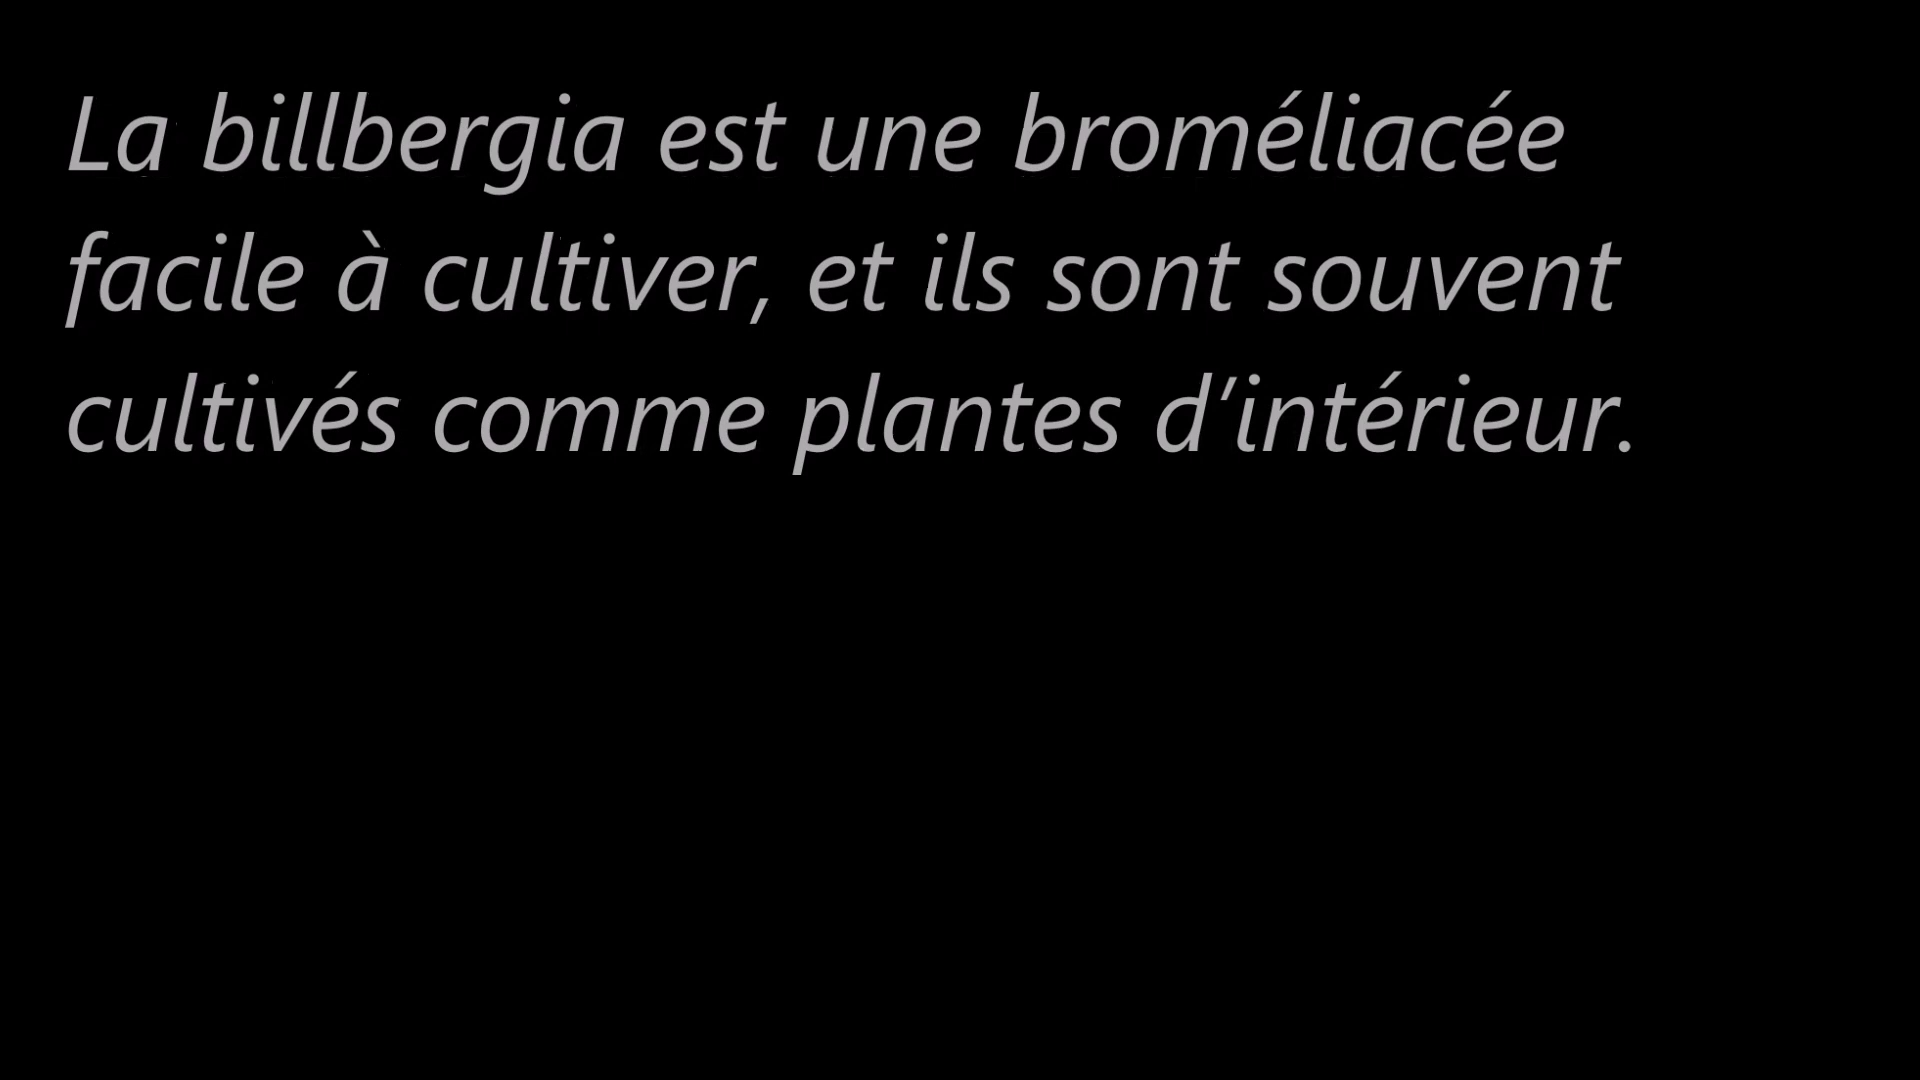 La billbergia est une broméliacée
facile à cultiver, et ils sont souvent
cultivés comme plantes d’intérieur.